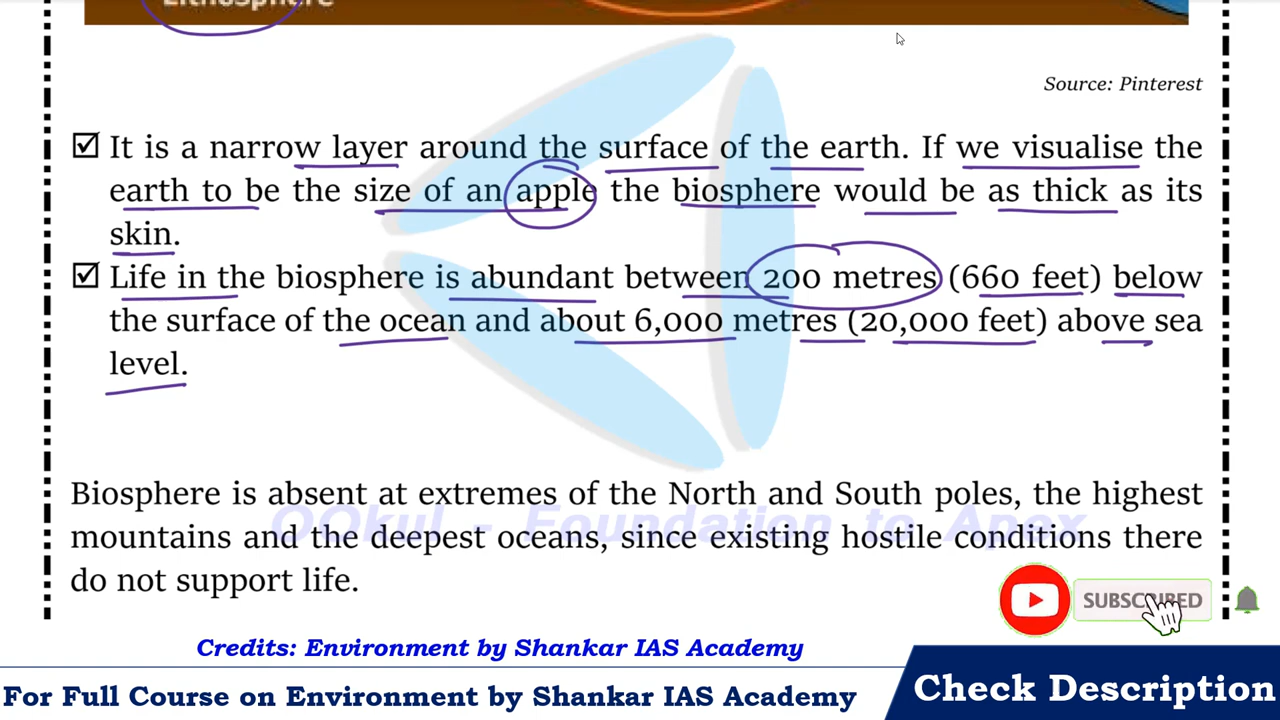 Lithosphere
Source: Pinterest
It is a narrow layer around the surface of the earth. If we visualise the
earth to be the size of an apple the biosphere would be as thick as its
skin.
Life in the biosphere is abundant between 200 metres (660 feet) below
the surface of the ocean and about 6,000 metres (20,000 feet) above sea
level.
Biosphere is absent at extremes of the North and South poles, the highest
OOkul - Foundation to Apex
mountains and the deepest oceans, since existing hostile conditions there
do not support life.
SUBSCRIBED
Credits: Environment by Shankar IAS Academy
For Full Course on Environment by Shankar IAS Academy
Check Description